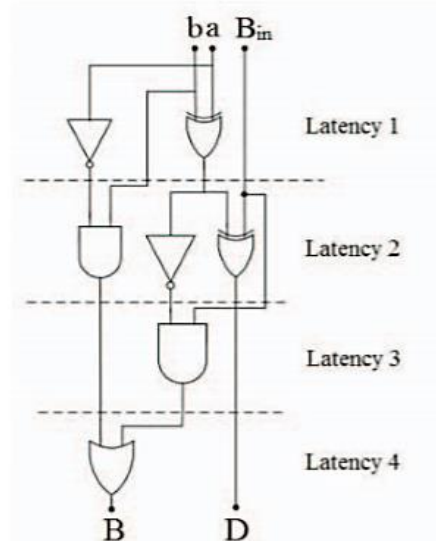 b a B_in
Latency 1
Latency 2
Latency 3
Latency 4
B D